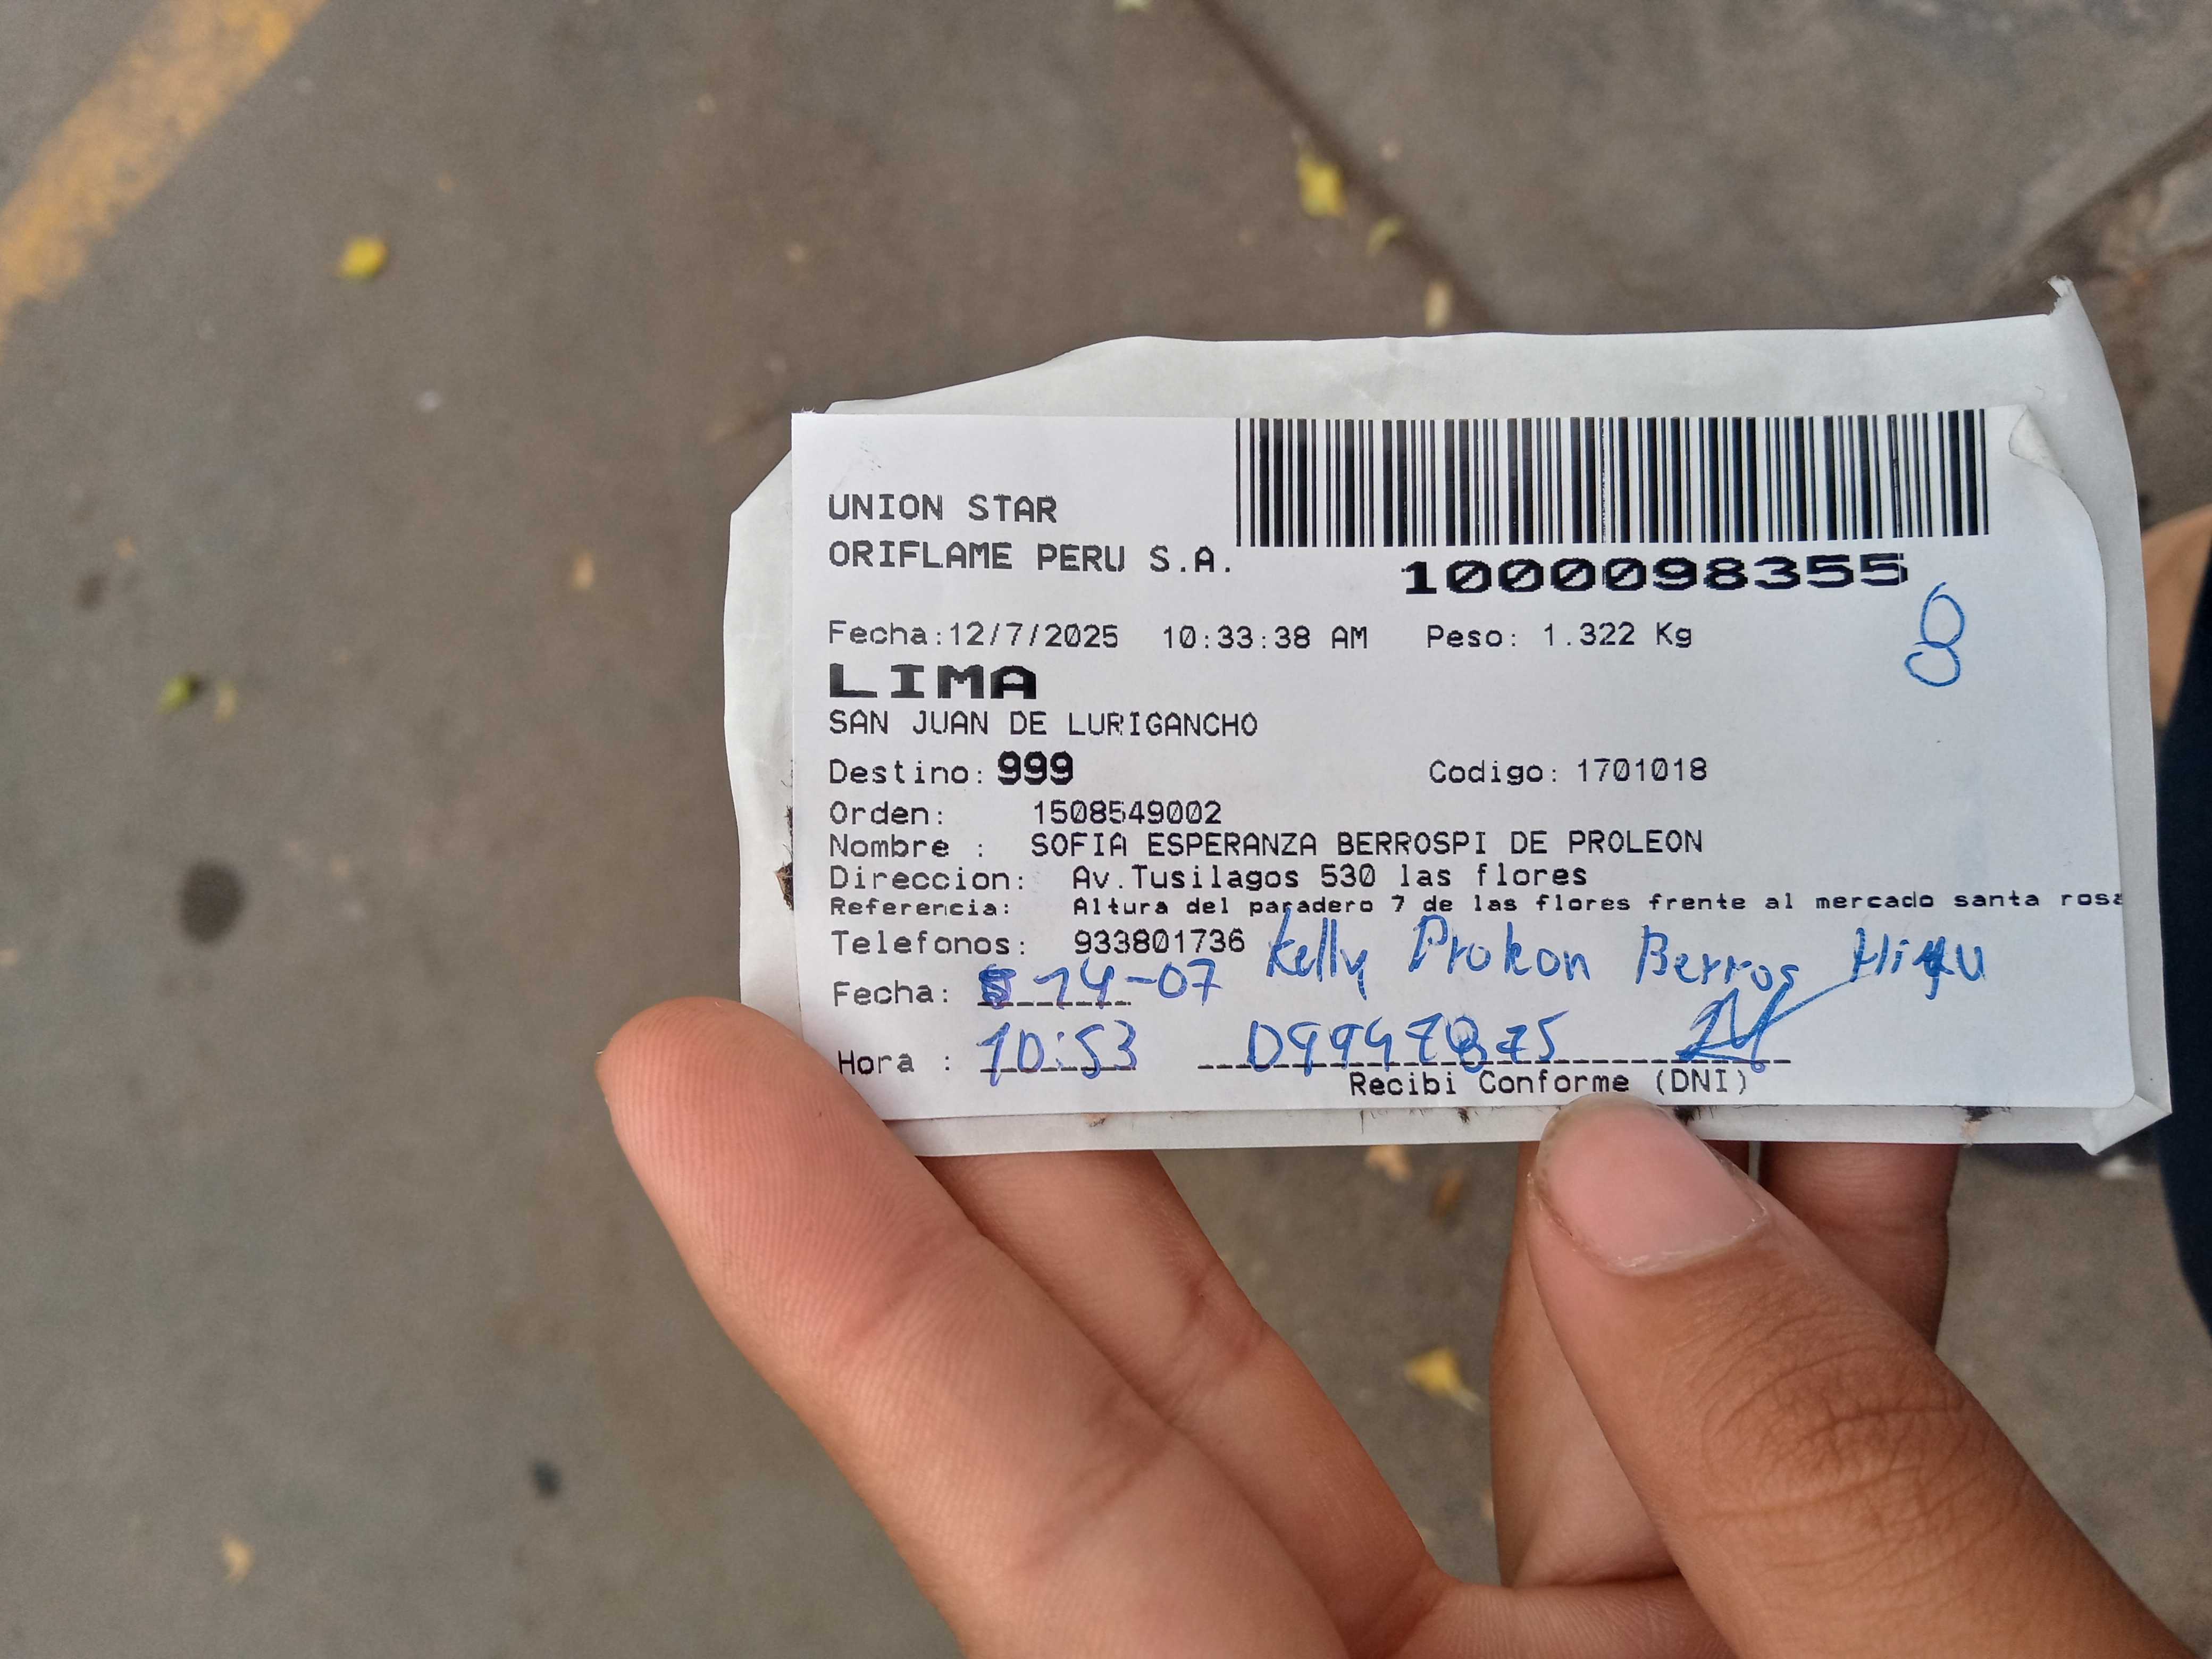 UNION STAR
ORIFLAME PERU S.A.
1000098355
Fecha:12/7/2025 10:33:38 AM Peso: 1.322 Kg
LIMA
SAN JUAN DE LURIGANCHO
Destino: 999 Codigo: 1701018
Orden: 1508549002
Nombre : SOFIA ESPERANZA BERROSPI DE PROLEON
Direccion: Av.Tusilagos 530 las flores
Referencia: Altura del paradero 7 de las flores frente al mercado santa rosa
Telefonos: 933801736 Kelly Proleon Berros
Fecha: 14-07
Hora : 10:53
Recibi Conforme (DNI)